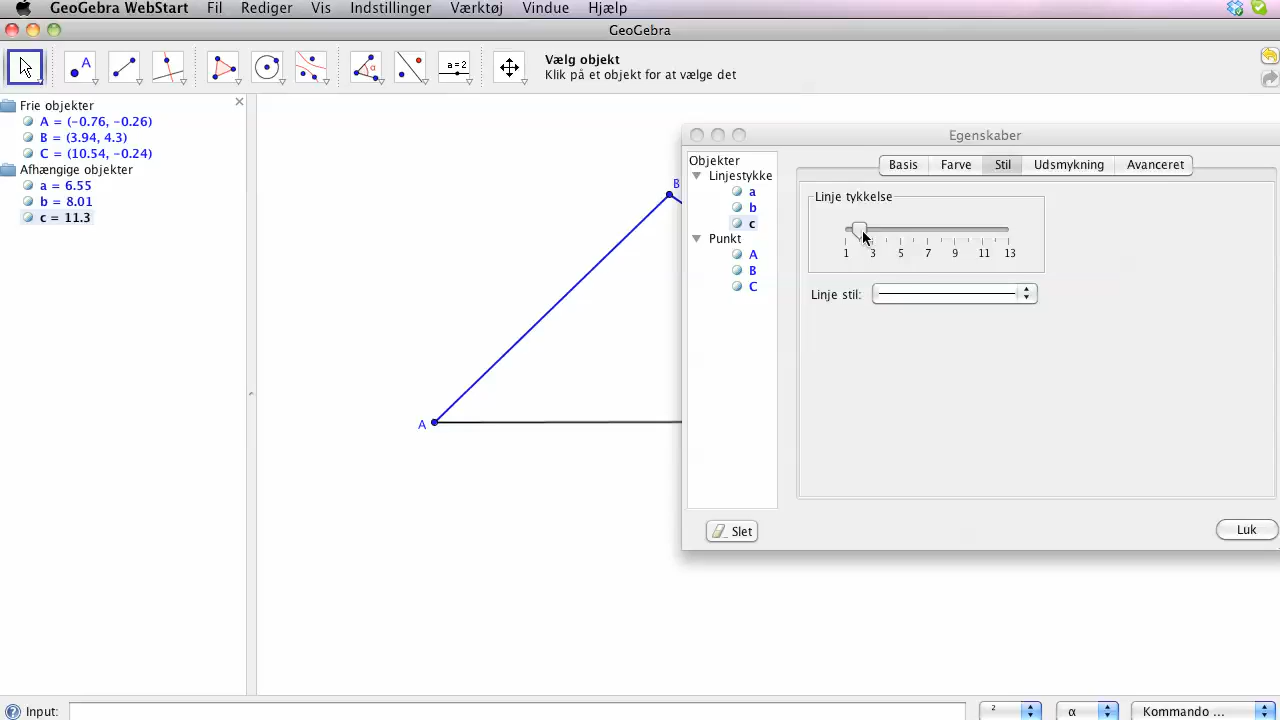 GeoGebra WebStart Fil Rediger Vis Indstillinger Værktøj Vindue Hjælp
GeoGebra
A
α
a=2
Vælg objekt
Klik på et objekt for at vælge det
Frie objekter
A = (-0.76, -0.26)
B = (3.94, 4.3)
C = (10.54, -0.24)
Afhængige objekter
a = 6.55
b = 8.01
c = 11.3
B
A
Egenskaber
Objekter
Linjestykke
a
b
c
Punkt
A
B
C
Slet
Basis Farve Stil Udsmykning Avanceret
Linje tykkelse
1 3 5 7 9 11 13
Linje stil:
Luk
Input:
²
α
Kommando ...